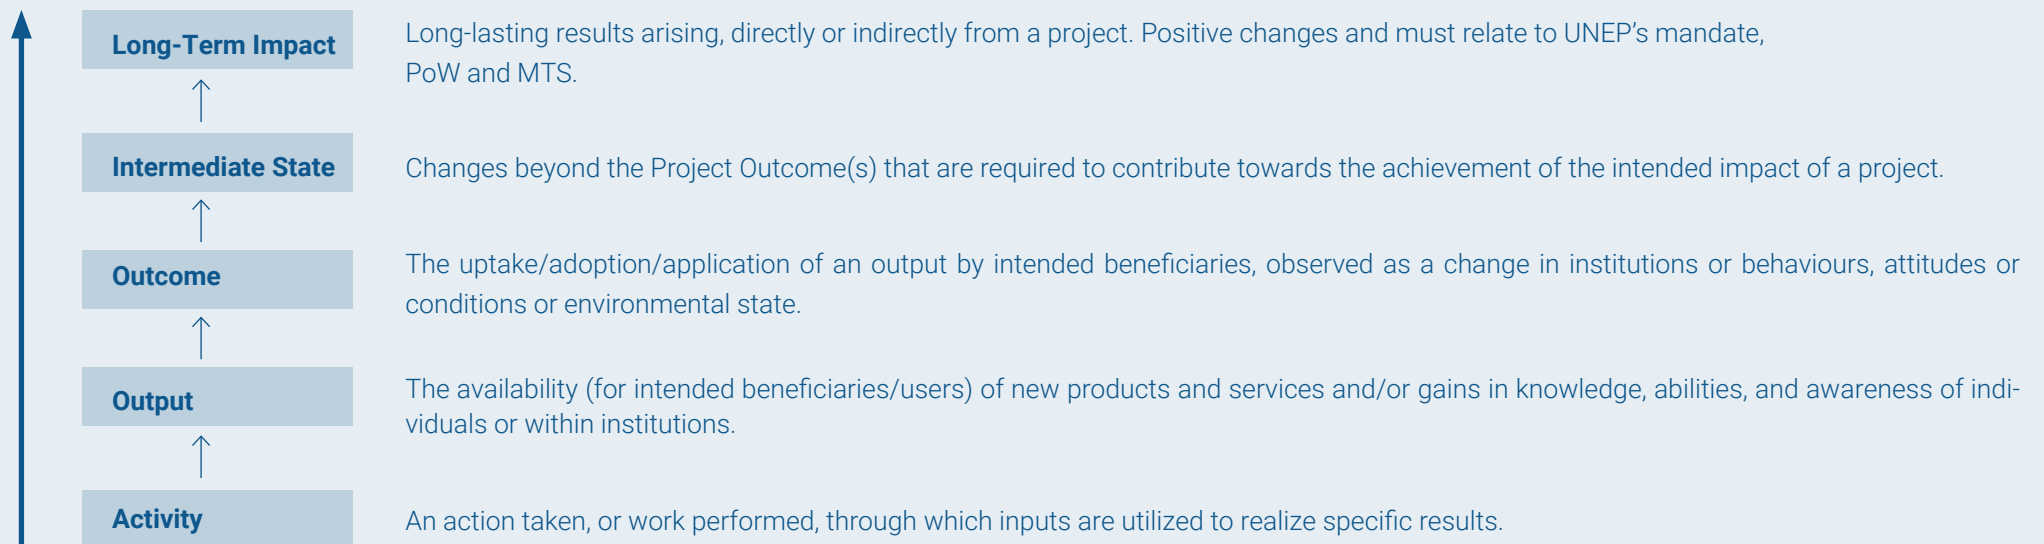 Long-Term Impact
Long-lasting results arising, directly or indirectly from a project. Positive changes and must relate to UNEP’s mandate,
PoW and MTS.
Intermediate State
Changes beyond the Project Outcome(s) that are required to contribute towards the achievement of the intended impact of a project.
Outcome
The uptake/adoption/application of an output by intended beneficiaries, observed as a change in institutions or behaviours, attitudes or
conditions or environmental state.
Output
The availability (for intended beneficiaries/users) of new products and services and/or gains in knowledge, abilities, and awareness of indi-
viduals or within institutions.
Activity
An action taken, or work performed, through which inputs are utilized to realize specific results.